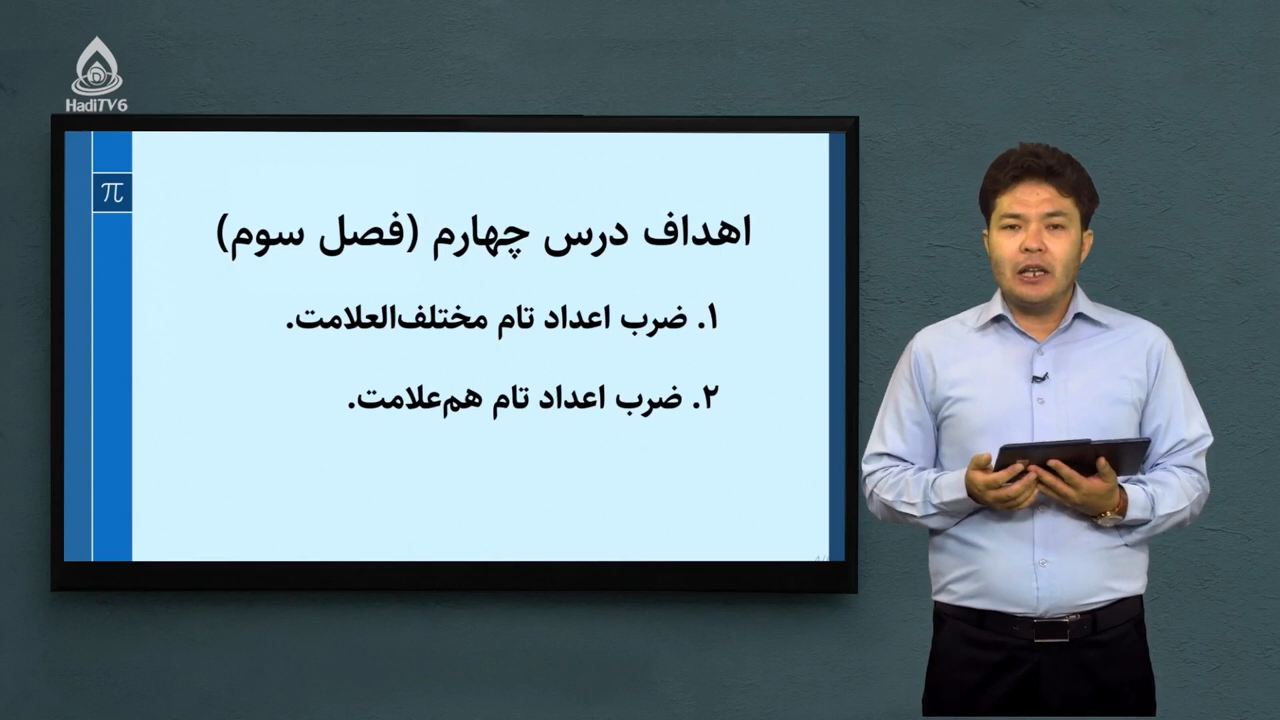 HadiTV6
π
اهداف درس چهارم (فصل سوم)
۱. ضرب اعداد تام مختلف‌العلامت.
۲. ضرب اعداد تام هم‌علامت.